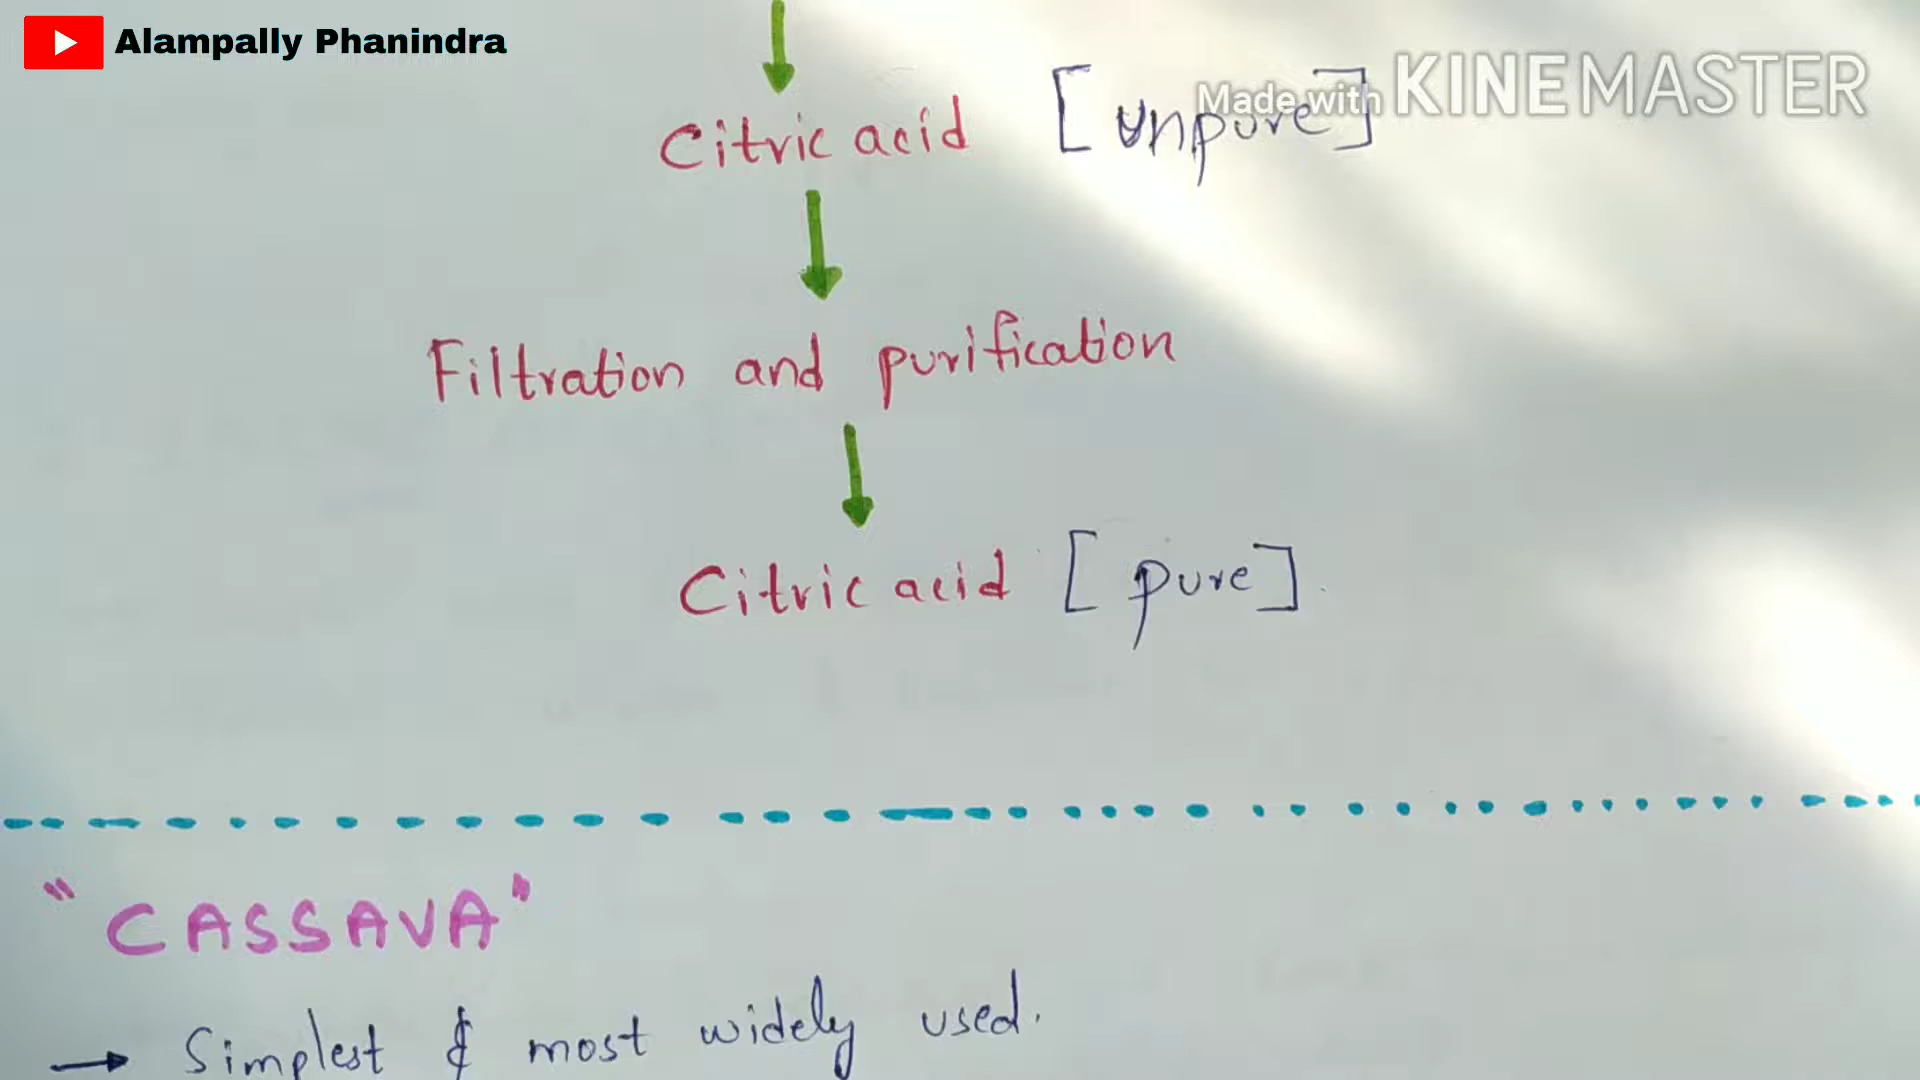 Alampally Phanindra
Made with KINEMASTER
Citric acid [unpure]
Filtration and purification
Citric acid [pure].
"CASSAVA"
→ Simplest & most widely used.